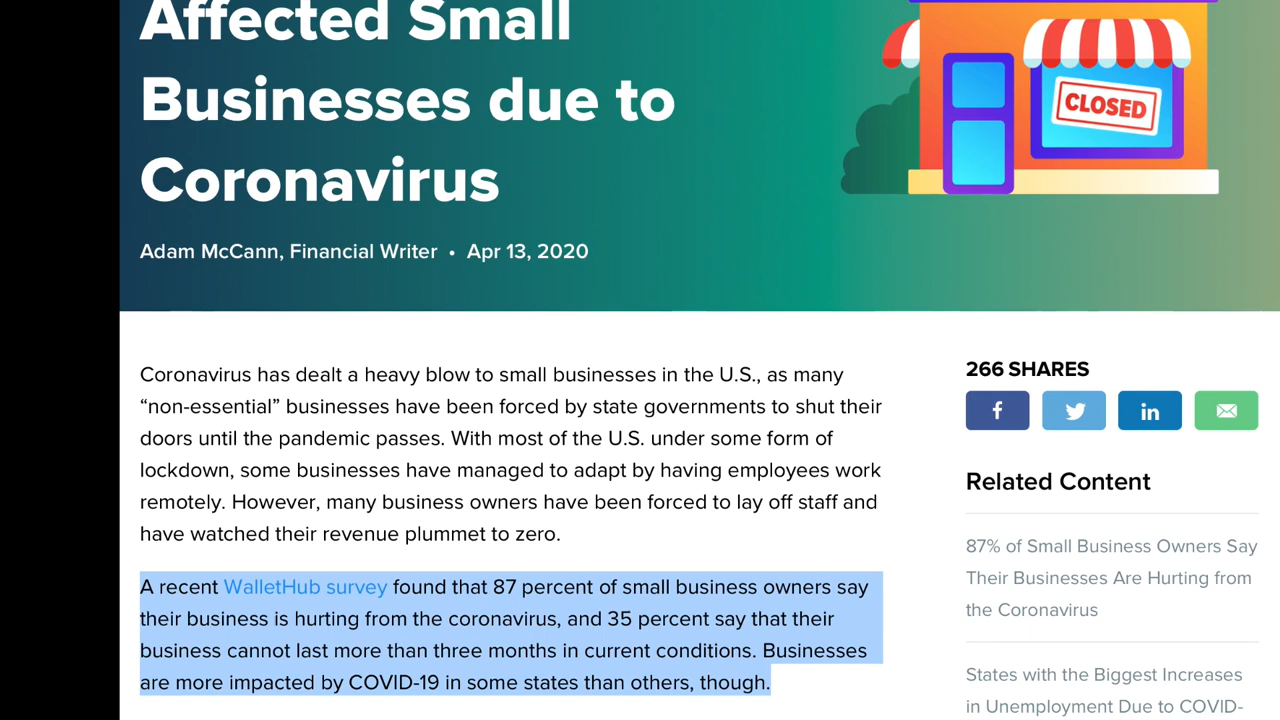 Affected Small
Businesses due to
Coronavirus
CLOSED
Adam McCann, Financial Writer • Apr 13, 2020
Coronavirus has dealt a heavy blow to small businesses in the U.S., as many
“non-essential” businesses have been forced by state governments to shut their
doors until the pandemic passes. With most of the U.S. under some form of
lockdown, some businesses have managed to adapt by having employees work
remotely. However, many business owners have been forced to lay off staff and
have watched their revenue plummet to zero.
A recent WalletHub survey found that 87 percent of small business owners say
their business is hurting from the coronavirus, and 35 percent say that their
business cannot last more than three months in current conditions. Businesses
are more impacted by COVID-19 in some states than others, though.
266 SHARES
Related Content
87% of Small Business Owners Say
Their Businesses Are Hurting from
the Coronavirus
States with the Biggest Increases
in Unemployment Due to COVID-